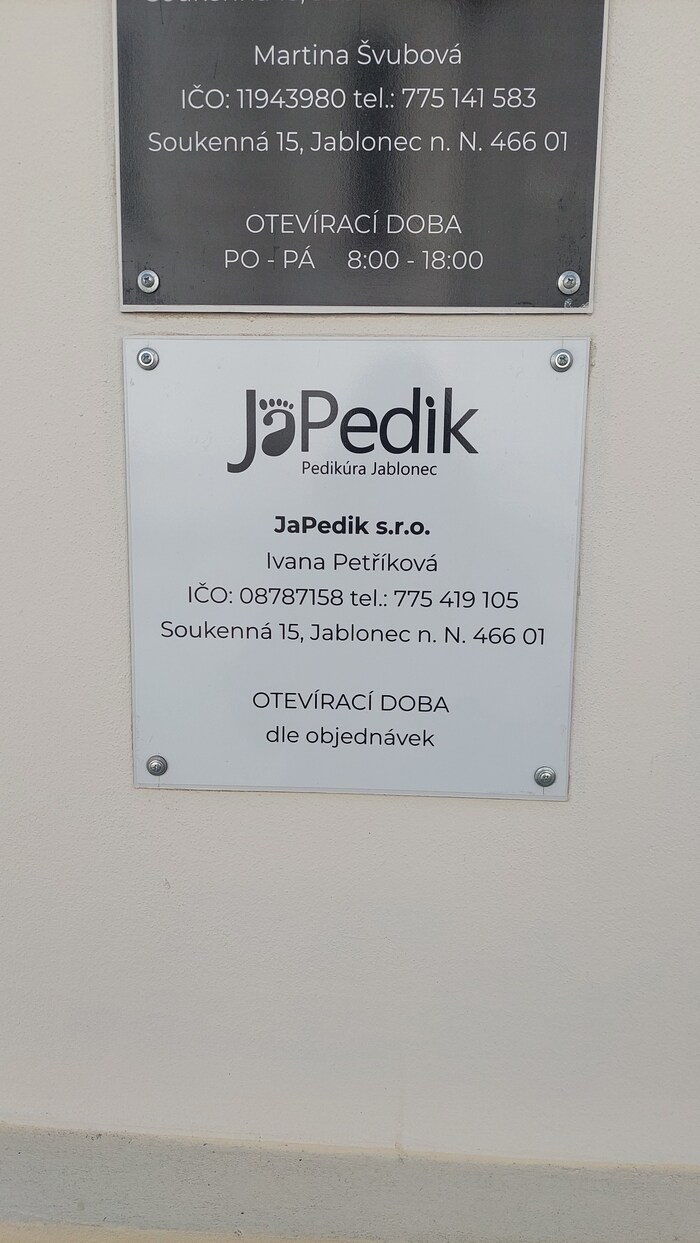 Martina Švubová
IČO: 11943980 tel.: 775 141 583
Soukenná 15, Jablonec n. N. 466 01
OTEVÍRACÍ DOBA
PO - PÁ 8:00 - 18:00
JaPedik
Pedikúra Jablonec
JaPedik s.r.o.
Ivana Petříková
IČO: 08787158 tel.: 775 419 105
Soukenná 15, Jablonec n. N. 466 01
OTEVÍRACÍ DOBA
dle objednávek